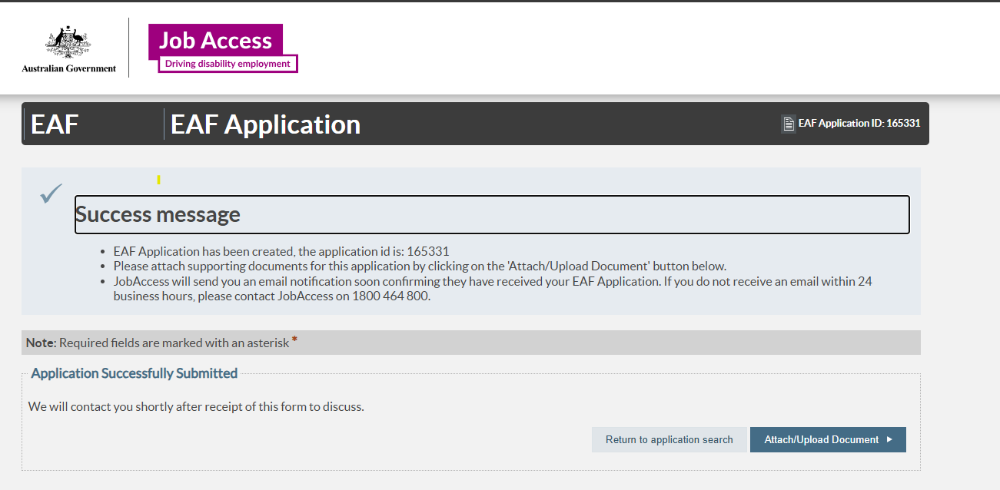 Australian Government
Job Access
Driving disability employment
EAF
EAF Application
EAF Application ID: 165331
Success message
EAF Application has been created, the application id is: 165331
Please attach supporting documents for this application by clicking on the 'Attach/Upload Document' button below.
JobAccess will send you an email notification soon confirming they have received your EAF Application. If you do not receive an email within 24
business hours, please contact JobAccess on 1800 464 800.
Note: Required fields are marked with an asterisk *
Application Successfully Submitted
We will contact you shortly after receipt of this form to discuss.
Return to application search
Attach/Upload Document